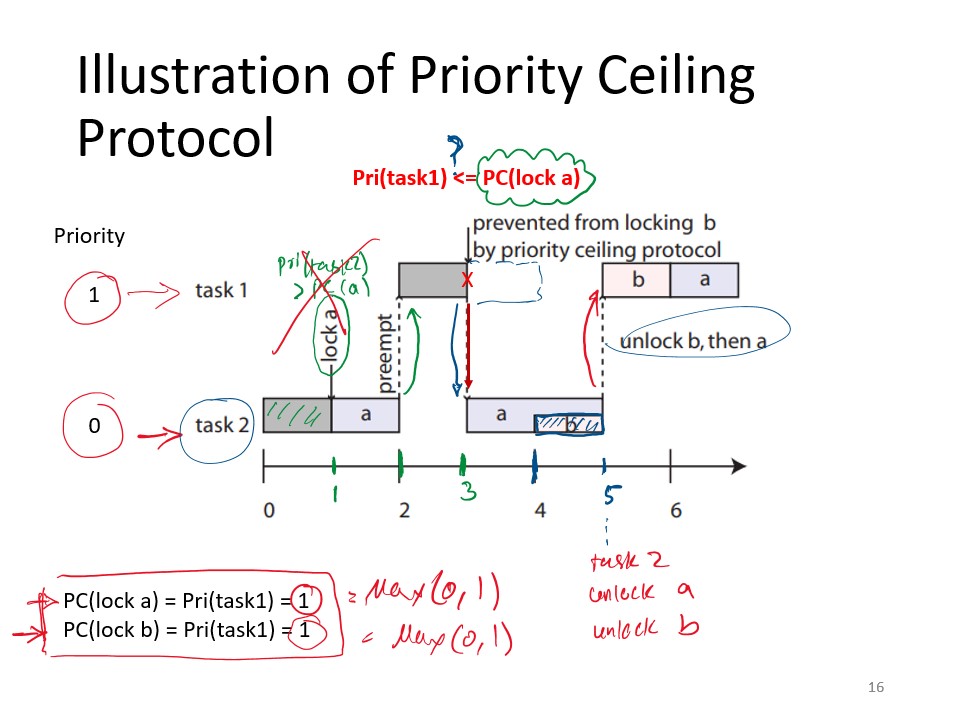 Illustration of Priority Ceiling
Protocol
?
Pri(task1) <= PC(lock a)
prevented from locking b
by priority ceiling protocol
Priority
pri(task2)
> PC(a)
X
b a
1 task 1
lock a
preempt
unlock b, then a
0 task 2
a a b
1 3 5
0 2 4 6
task 2
unlock a
unlock b
PC(lock a) = Pri(task1) = 1 = Max(0,1)
PC(lock b) = Pri(task1) = 1 = Max(0,1)
16